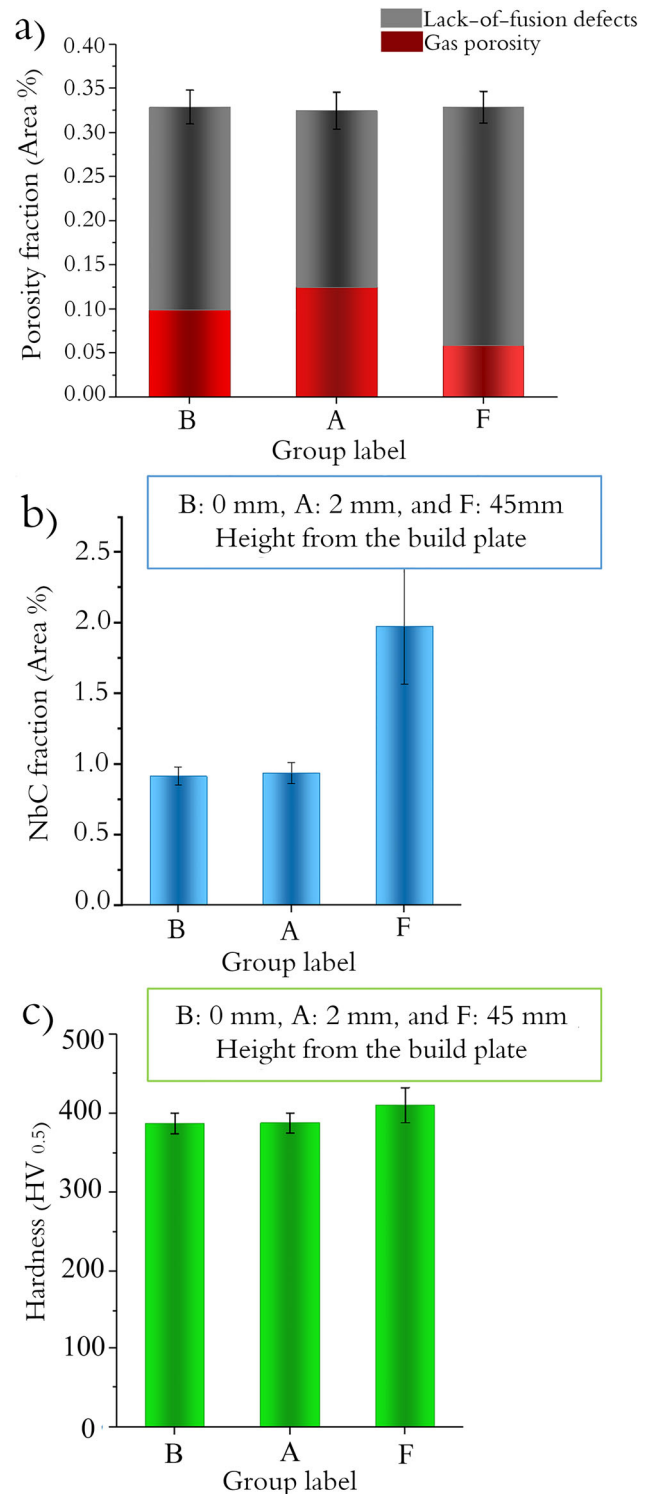 a)
Lack-of-fusion defects
Gas porosity
Porosity fraction (Area %)
0.40
0.35
0.30
0.25
0.20
0.15
0.10
0.05
0.00
B A F
Group label
b)
B: 0 mm, A: 2 mm, and F: 45mm
Height from the build plate
NbC fraction (Area %)
2.5
2.0
1.5
1.0
0.5
0.0
B A F
Group label
c)
B: 0 mm, A: 2 mm, and F: 45 mm
Height from the build plate
Hardness (HV 0.5)
500
400
300
200
100
0
B A F
Group label